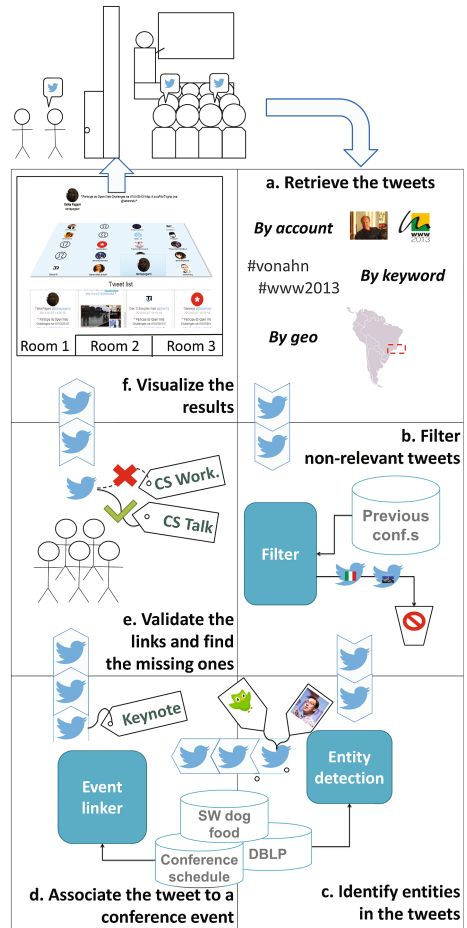 a. Retrieve the tweets
By account
www
2013
#vonahn
#www2013
By keyword
By geo
Tweet list
Room 1
Room 2
Room 3
f. Visualize the
results
b. Filter
non-relevant tweets
Previous
conf.s
Filter
CS Work.
CS Talk
e. Validate the
links and find
the missing ones
Keynote
Event
linker
Entity
detection
SW dog
food
DBLP
Conference
schedule
d. Associate the tweet to a
conference event
c. Identify entities
in the tweets